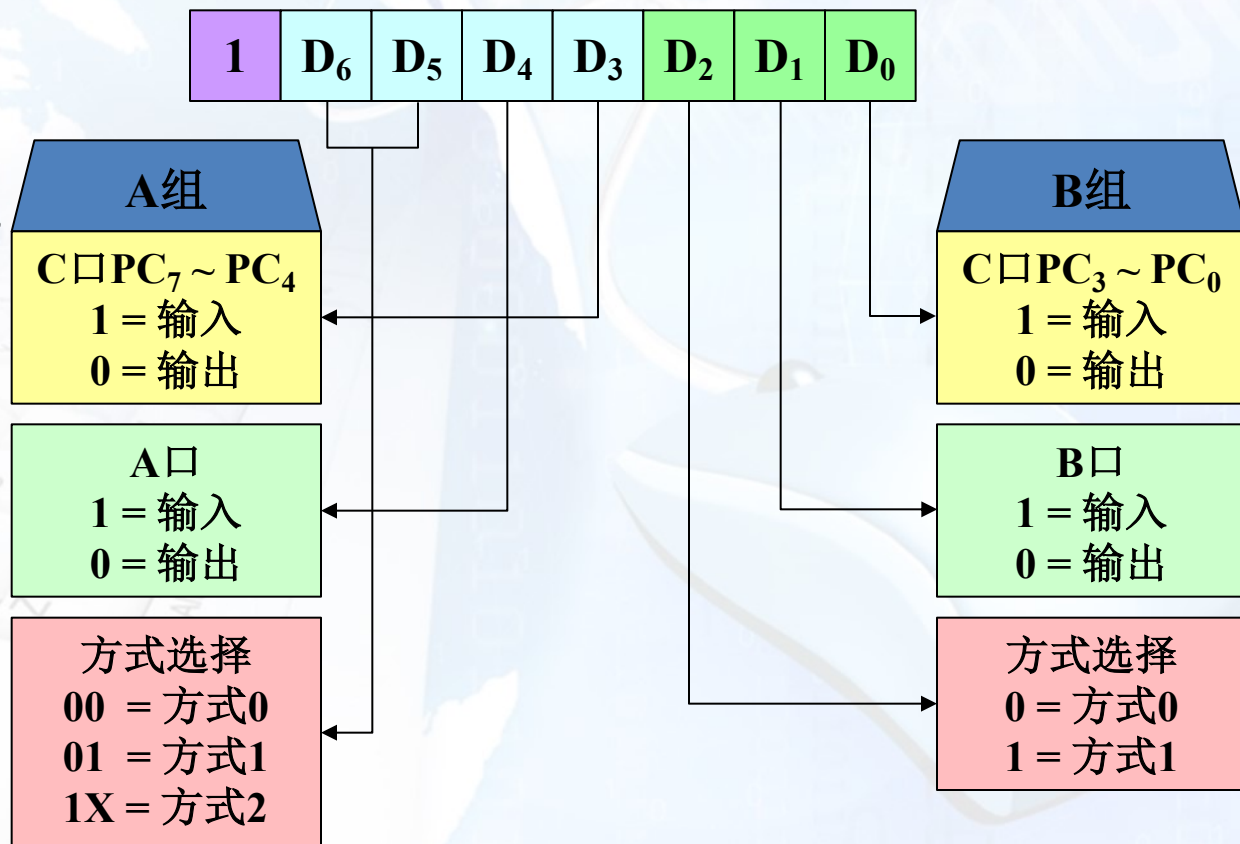 1 D₆ D₅ D₄ D₃ D₂ D₁ D₀
A组
C口PC₇ ~ PC₄
1 = 输入
0 = 输出
A口
1 = 输入
0 = 输出
方式选择
00 = 方式0
01 = 方式1
1X = 方式2
B组
C口PC₃ ~ PC₀
1 = 输入
0 = 输出
B口
1 = 输入
0 = 输出
方式选择
0 = 方式0
1 = 方式1